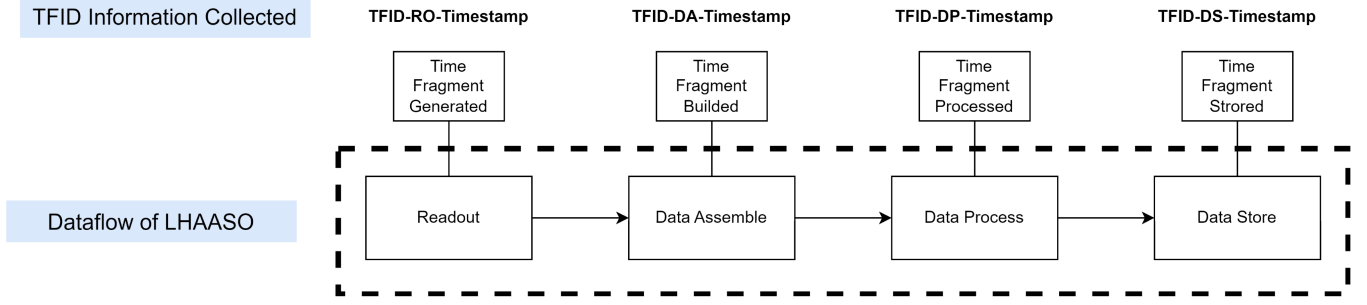 TFID Information Collected
TFID-RO-Timestamp
TFID-DA-Timestamp
TFID-DP-Timestamp
TFID-DS-Timestamp
Time
Fragment
Generated
Time
Fragment
Builded
Time
Fragment
Processed
Time
Fragment
Strored
Dataflow of LHAASO
Readout
Data Assemble
Data Process
Data Store